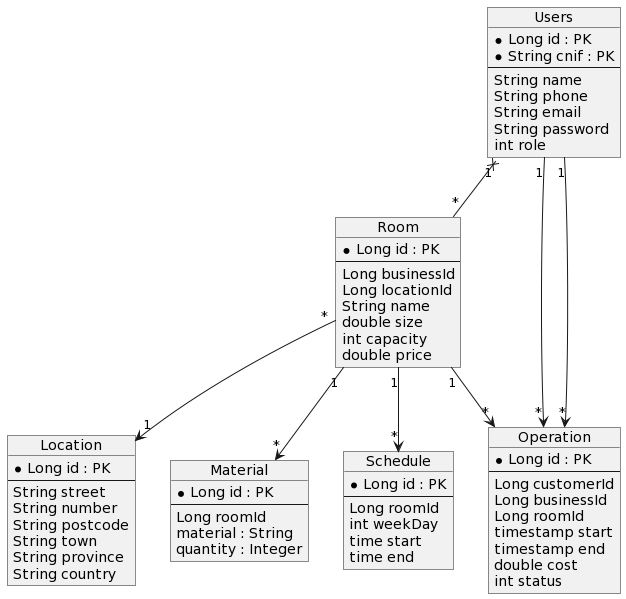 Users
Long id : PK
String cnif : PK
String name
String phone
String email
String password
int role
1
1
1
*
Room
Long id : PK
Long businessId
Long locationId
String name
double size
int capacity
double price
*
1
1
1
1
*
*
*
*
*
Location
Long id : PK
String street
String number
String postcode
String town
String province
String country
Material
Long id : PK
Long roomId
material : String
quantity : Integer
Schedule
Long id : PK
Long roomId
int weekDay
time start
time end
Operation
Long id : PK
Long customerId
Long businessId
Long roomId
timestamp start
timestamp end
double cost
int status